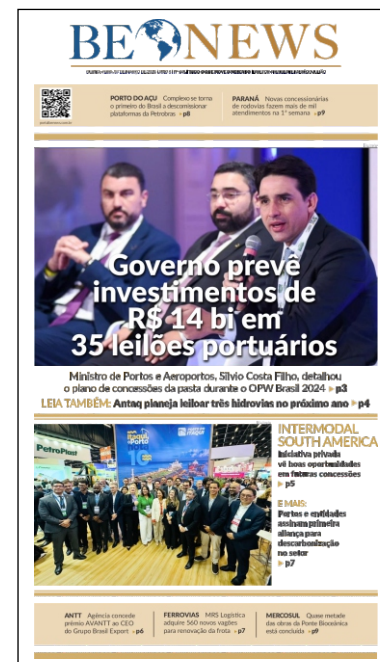 BE NEWS
PORTO DO AÇU Complexo se torna
o primeiro do Brasil a descomissionar
plataformas da Petrobras ▸p8
PARANÁ Novas concessionárias
de rodovias fazem mais de mil
atendimentos na 1ª semana ▸p9
Governo prevê
investimentos de
R$ 14 bi em
35 leilões portuários
Ministro de Portos e Aeroportos, Silvio Costa Filho, detalhou
o plano de concessões da pasta durante o OPW Brasil 2024 ▸p3
LEIA TAMBÉM: Antaq planeja leiloar três hidrovias no próximo ano ▸p4
PetroPlast
itaqui
Porto
INTERMODAL
SOUTH AMERICA
Iniciativa privada
vê boas oportunidades
em futuras concessões
▸p5
E MAIS:
Portos e entidades
assinam primeira
aliança para
descarbonização
no setor
▸p7
ANTT Agência concede
prêmio AVANTT ao CEO
do Grupo Brasil Export ▸p6
FERROVIAS MRS Logística
adquire 560 novos vagões
para renovação da frota ▸p7
MERCOSUL Quase metade
das obras da Ponte Bioceânica
está concluída ▸p9